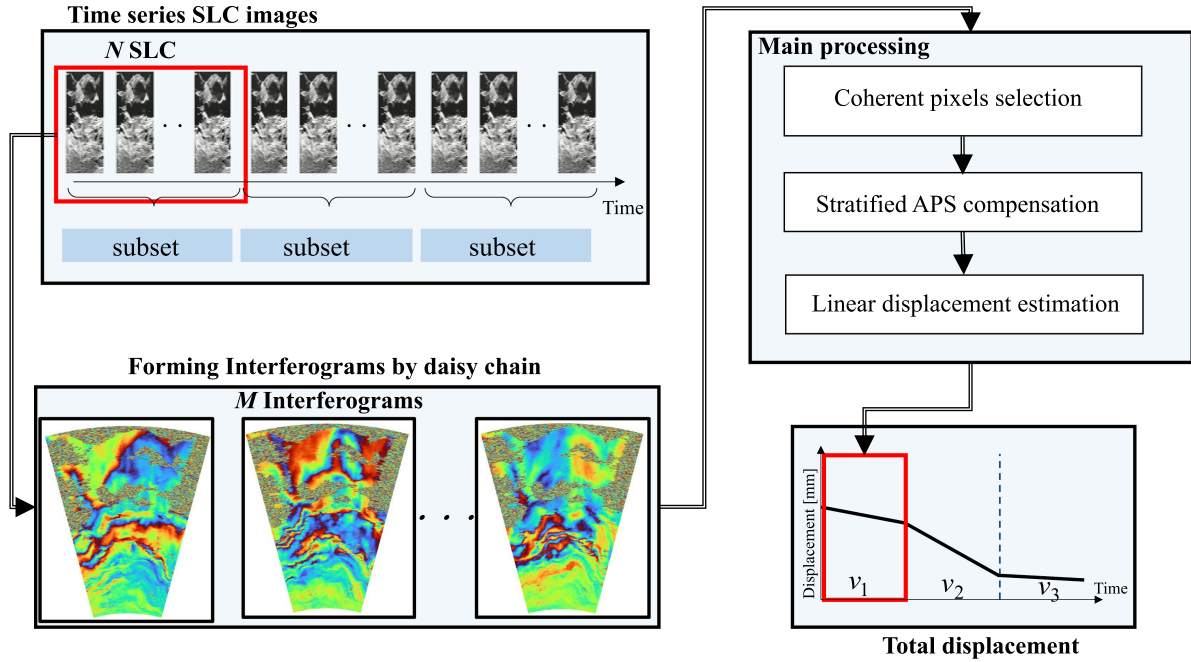 Time series SLC images
N SLC
Time
subset
subset
subset
Forming Interferograms by daisy chain
M Interferograms
Main processing
Coherent pixels selection
Stratified APS compensation
Linear displacement estimation
Displacement [mm]
v1
v2
v3
Time
Total displacement